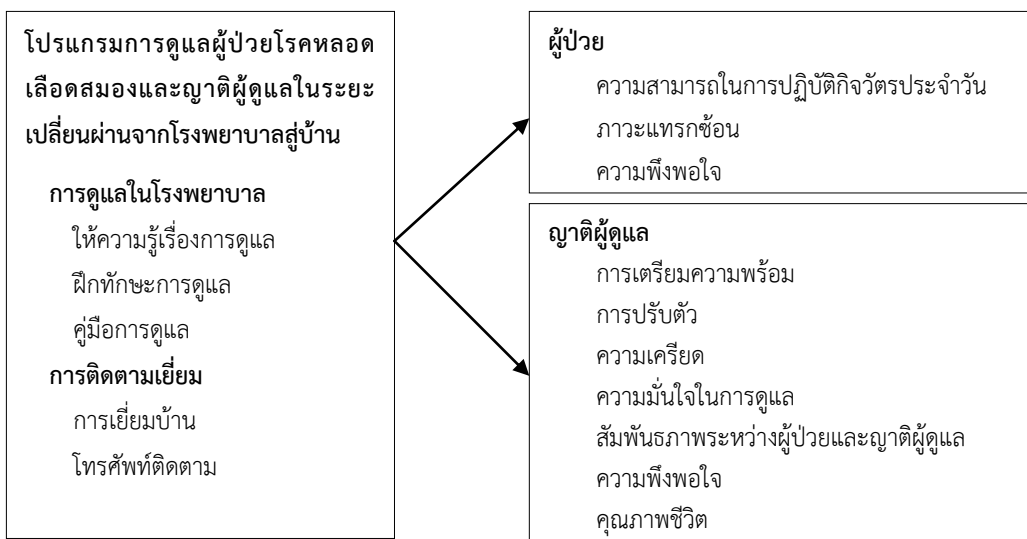 โปรแกรมการดูแลผู้ป่วยโรคหลอด
เลือดสมองและญาติผู้ดูแลในระยะ
เปลี่ยนผ่านจากโรงพยาบาลสู่บ้าน
การดูแลในโรงพยาบาล
ให้ความรู้เรื่องการดูแล
ฝึกทักษะการดูแล
คู่มือการดูแล
การติดตามเยี่ยม
การเยี่ยมบ้าน
โทรศัพท์ติดตาม
ผู้ป่วย
ความสามารถในการปฏิบัติกิจวัตรประจำวัน
ภาวะแทรกซ้อน
ความพึงพอใจ
ญาติผู้ดูแล
การเตรียมความพร้อม
การปรับตัว
ความเครียด
ความมั่นใจในการดูแล
สัมพันธภาพระหว่างผู้ป่วยและญาติผู้ดูแล
ความพึงพอใจ
คุณภาพชีวิต